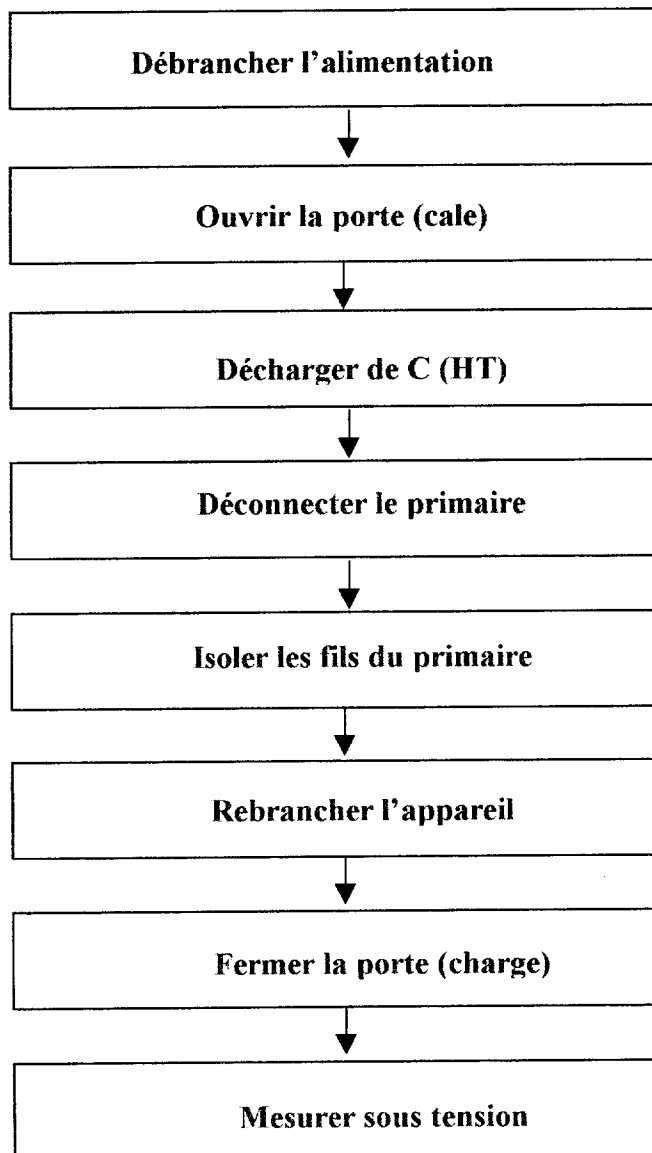 Débrancher l'alimentation
Ouvrir la porte (cale)
Décharger de C (HT)
Déconnecter le primaire
Isoler les fils du primaire
Rebrancher l'appareil
Fermer la porte (charge)
Mesurer sous tension